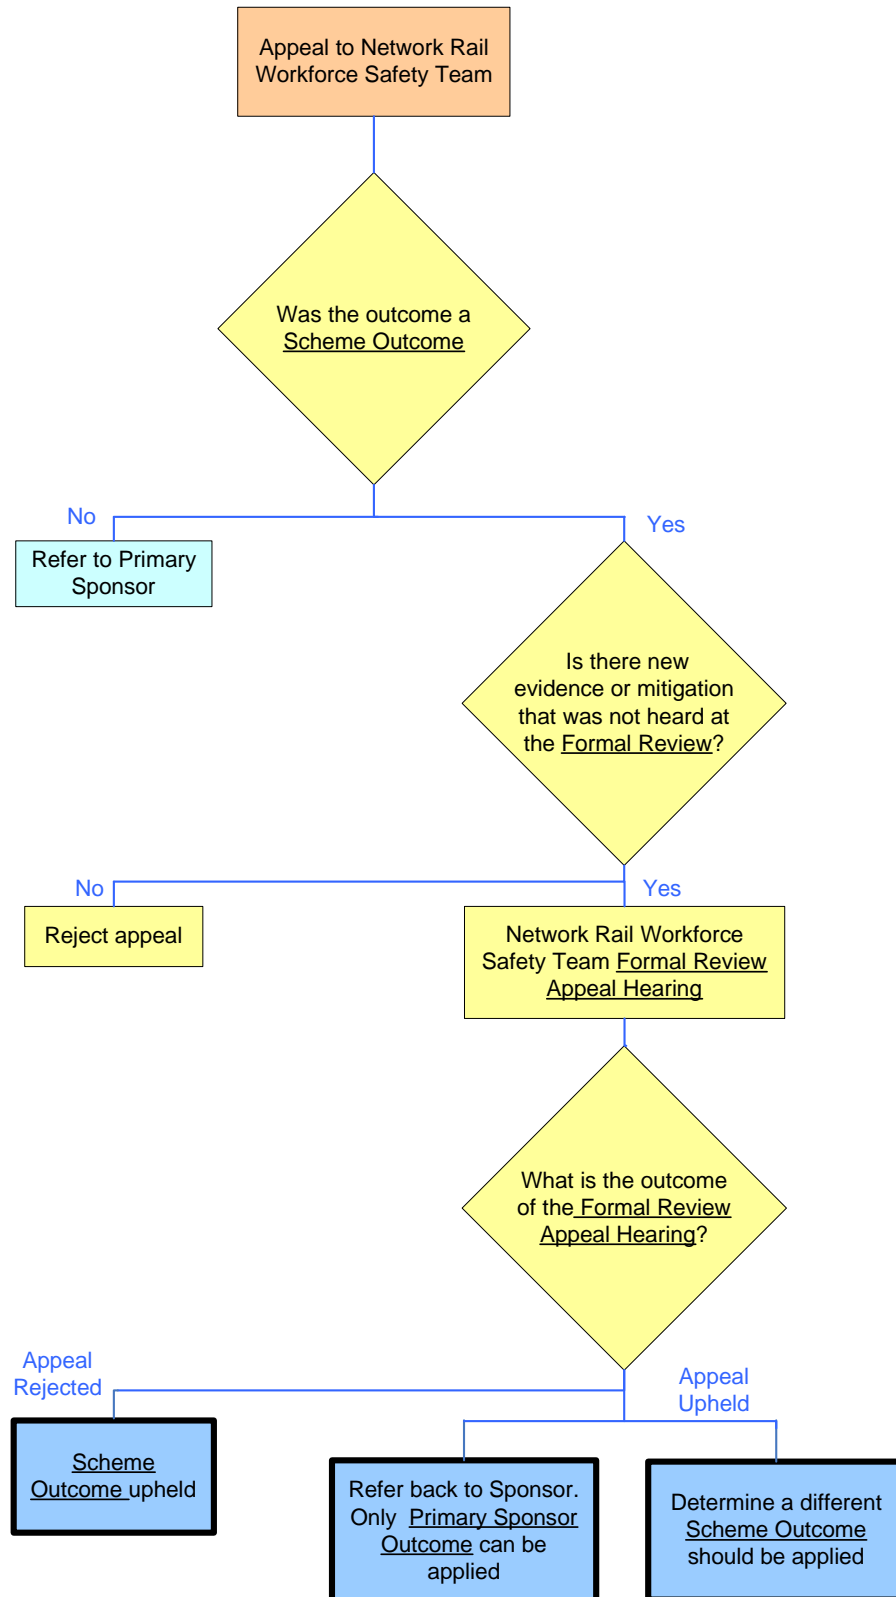 Appeal to Network Rail
Workforce Safety Team
Was the outcome a
Scheme Outcome
No
Yes
Refer to Primary
Sponsor
Is there new
evidence or mitigation
that was not heard at
the Formal Review?
No
Yes
Reject appeal
Network Rail Workforce
Safety Team Formal Review
Appeal Hearing
What is the outcome
of the Formal Review
Appeal Hearing?
Appeal
Rejected
Appeal
Upheld
Scheme
Outcome upheld
Refer back to Sponsor.
Only Primary Sponsor
Outcome can be
applied
Determine a different
Scheme Outcome
should be applied